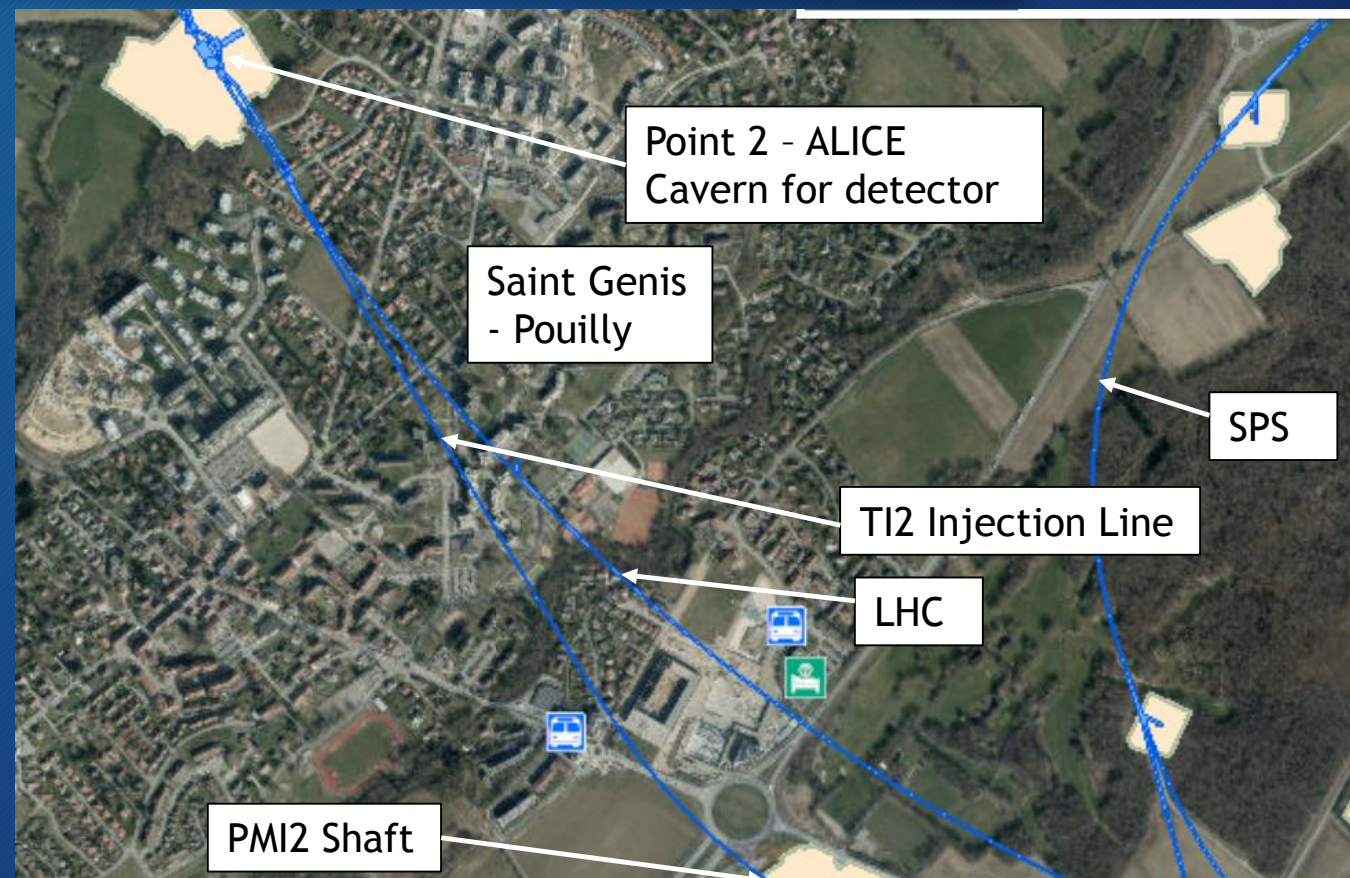 Point 2 – ALICE
Cavern for detector
Saint Genis
- Pouilly
SPS
TI2 Injection Line
LHC
PMI2 Shaft